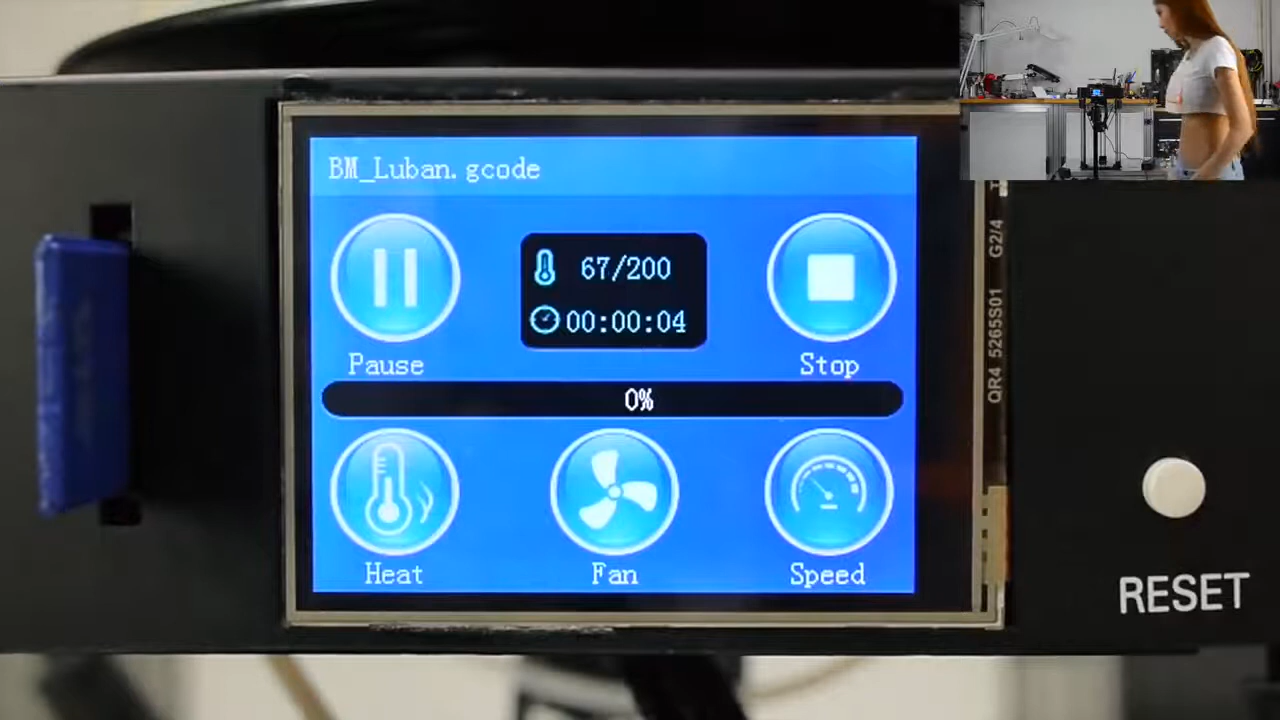 BM_Luban.gcode
67/200
00:00:04
Pause
Stop
0%
Heat
Fan
Speed
QR4 5265S01 G2/4
RESET